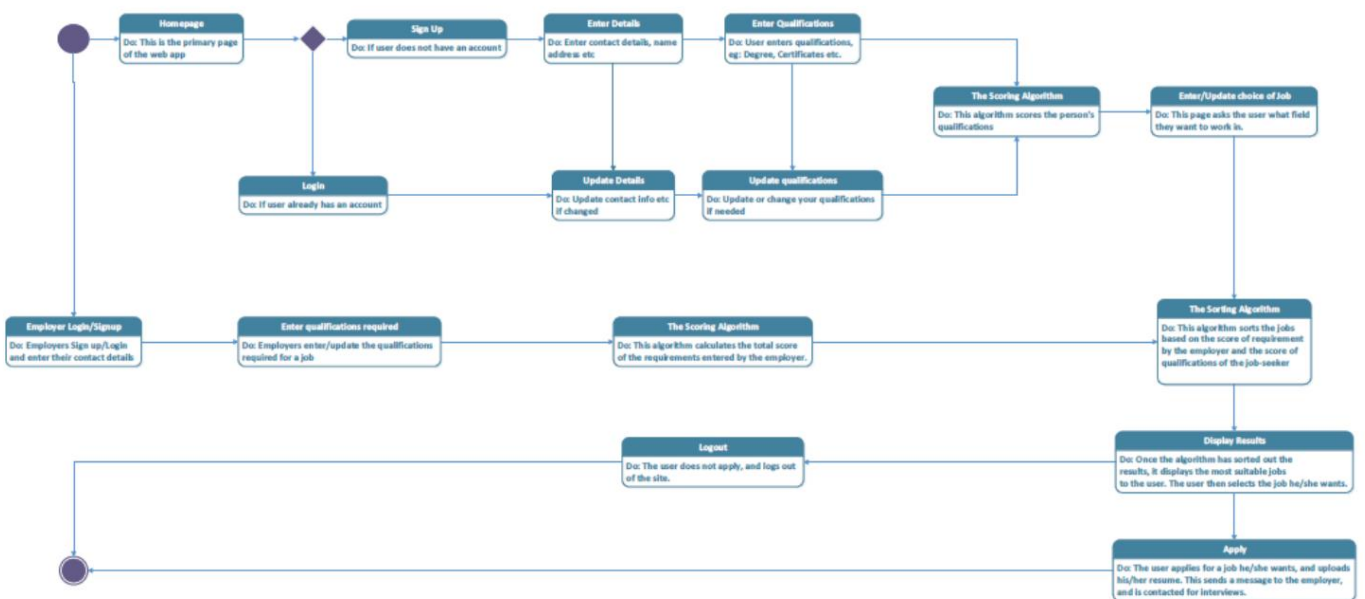 Homepage
Do: This is the primary page
of the web app
Sign Up
Do: If user does not have an account
Enter Details
Do: Enter contact details, name
address etc
Enter Qualifications
Do: User enters qualifications,
eg: Degree, Certificates etc.
The Scoring Algorithm
Do: This algorithm scores the person's
qualifications
Enter/Update choice of Job
Do: This page asks the user what field
they want to work in.
Login
Do: If user already has an account
Update Details
Do: Update contact info etc
if changed
Update qualifications
Do: Update or change your qualifications
if needed
Employer Login/Signup
Do: Employers Sign up/Login
and enter their contact details
Enter qualifications required
Do: Employers enter/update the qualifications
required for a job
The Scoring Algorithm
Do: This algorithm calculates the total score
of the requirements entered by the employer.
The Sorting Algorithm
Do: This algorithm sorts the jobs
based on the score of requirement
by the employer and the score of
qualifications of the job-seeker
Display Results
Do: Once the algorithm has sorted out the
results, it displays the most suitable jobs
to the user. The user then selects the job he/she wants.
Logout
Do: The user does not apply, and logs out
of the site.
Apply
Do: The user applies for a job he/she wants, and uploads
his/her resume. This sends a message to the employer,
and is contacted for interviews.